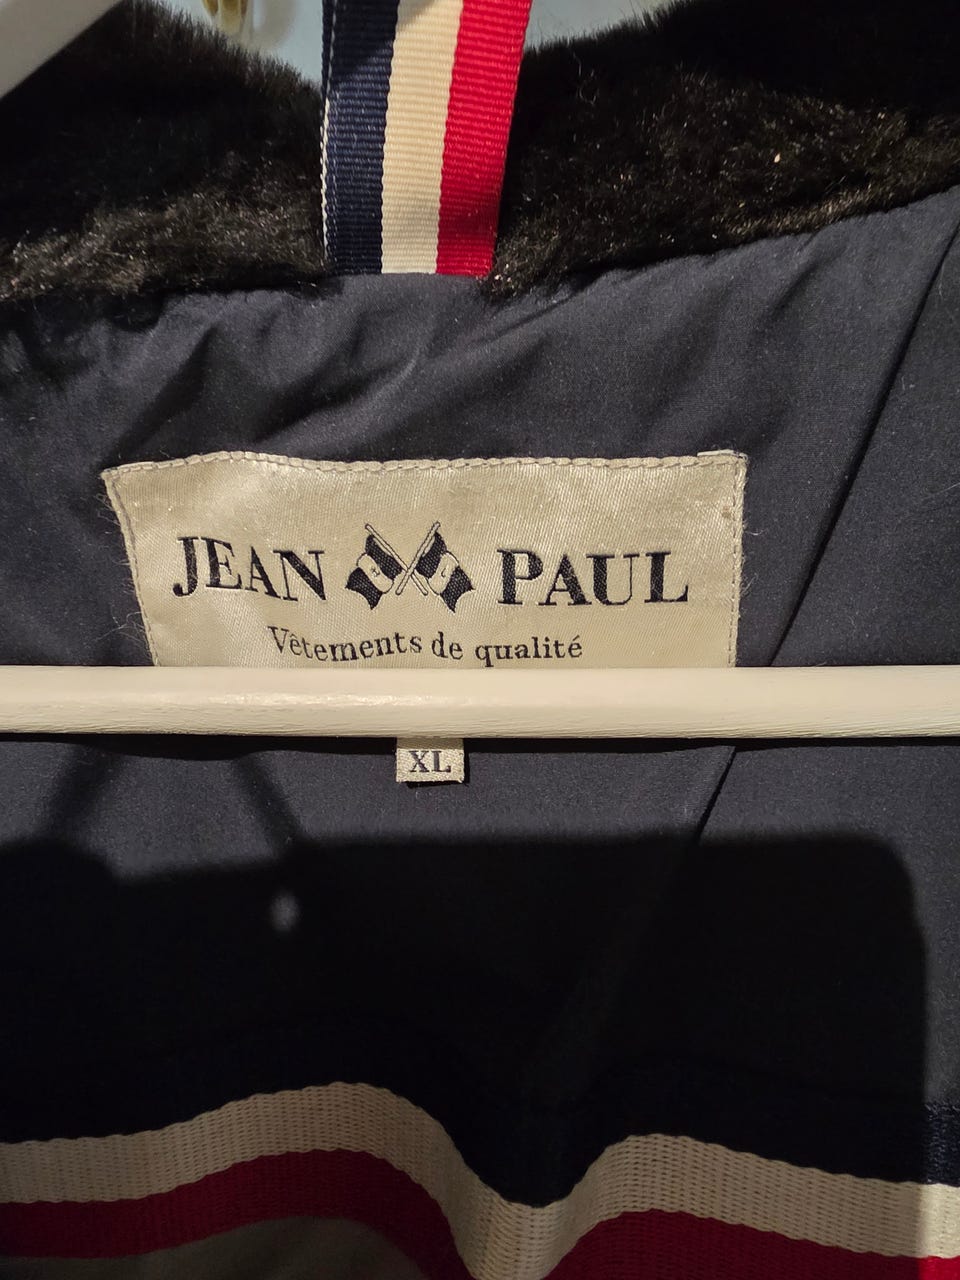 JEAN PAUL
Vêtements de qualité
XL